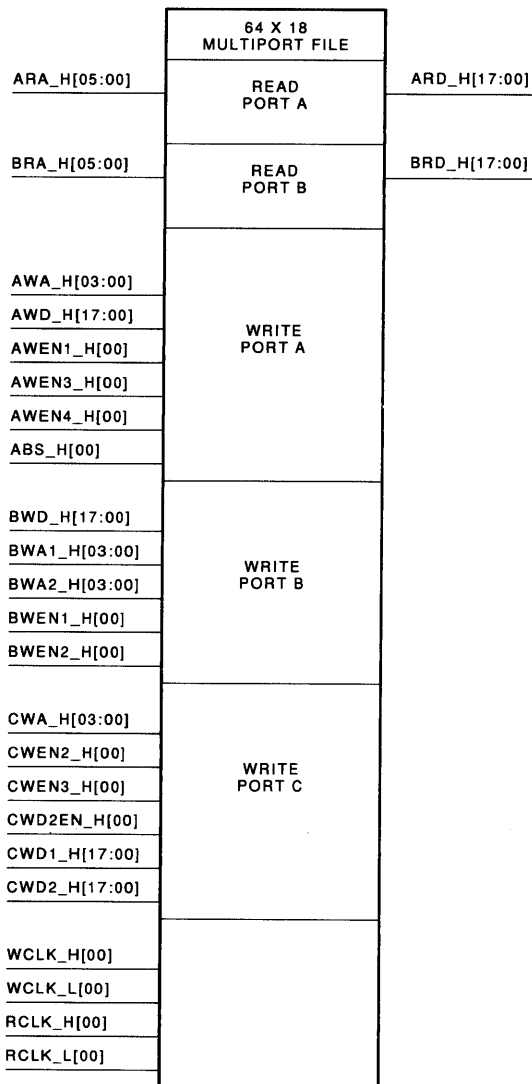 64 X 18
MULTIPORT FILE
ARA_H[05:00]
READ
PORT A
ARD_H[17:00]
BRA_H[05:00]
READ
PORT B
BRD_H[17:00]
AWA_H[03:00]
AWD_H[17:00]
AWEN1_H[00]
AWEN3_H[00]
AWEN4_H[00]
ABS_H[00]
WRITE
PORT A
BWD_H[17:00]
BWA1_H[03:00]
BWA2_H[03:00]
BWEN1_H[00]
BWEN2_H[00]
WRITE
PORT B
CWA_H[03:00]
CWEN2_H[00]
CWEN3_H[00]
CWD2EN_H[00]
CWD1_H[17:00]
CWD2_H[17:00]
WRITE
PORT C
WCLK_H[00]
WCLK_L[00]
RCLK_H[00]
RCLK_L[00]